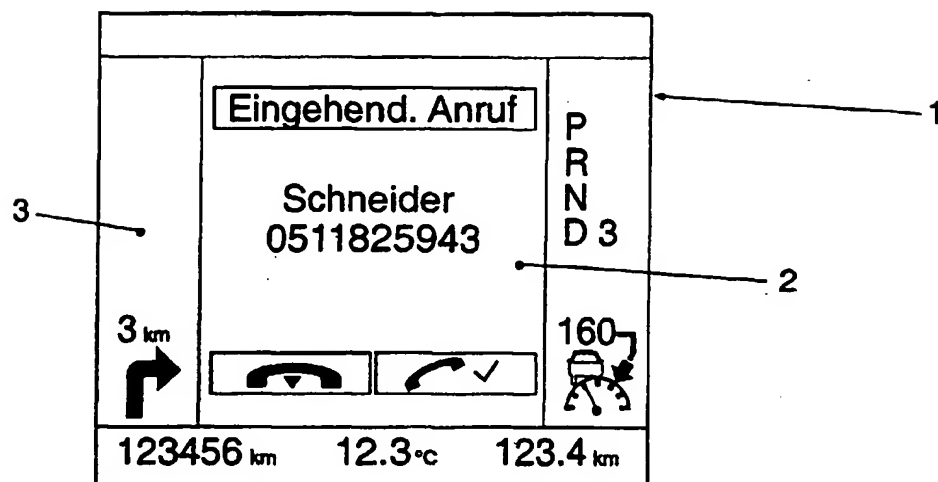 Eingehend. Anruf
1
P
R
N
D 3
Schneider
0511825943
3
2
3 km
160
123456 km 12.3°C 123.4 km